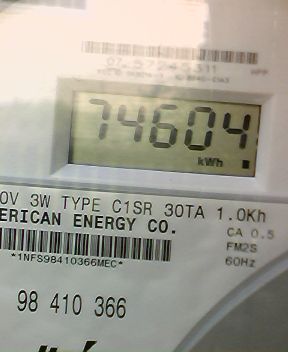 74604
kWh
0V 3W TYPE C1SR 30TA 1.0Kh
ERICAN ENERGY CO.
CA 0.5
FM2S
60Hz
*1NFS98410366MEC*
98 410 366